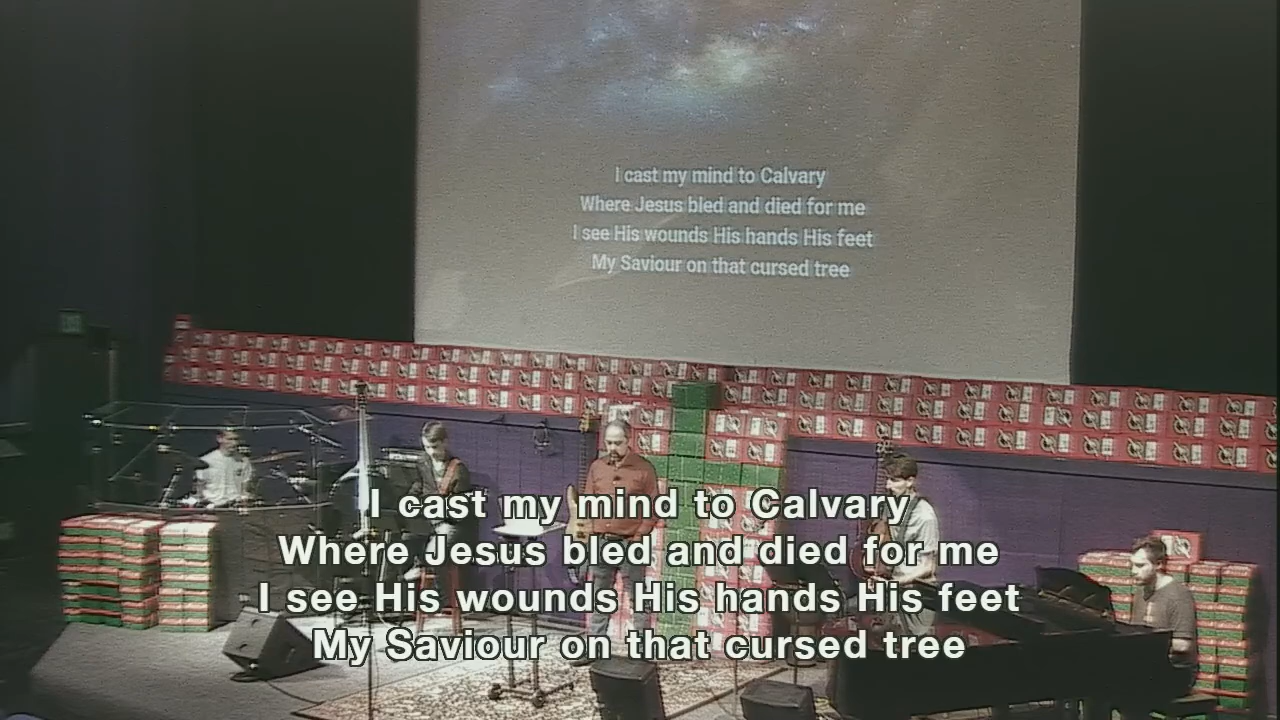 I cast my mind to Calvary
Where Jesus bled and died for me
I see His wounds His hands His feet
My Saviour on that cursed tree
I cast my mind to Calvary
Where Jesus bled and died for me
I see His wounds His hands His feet
My Saviour on that cursed tree